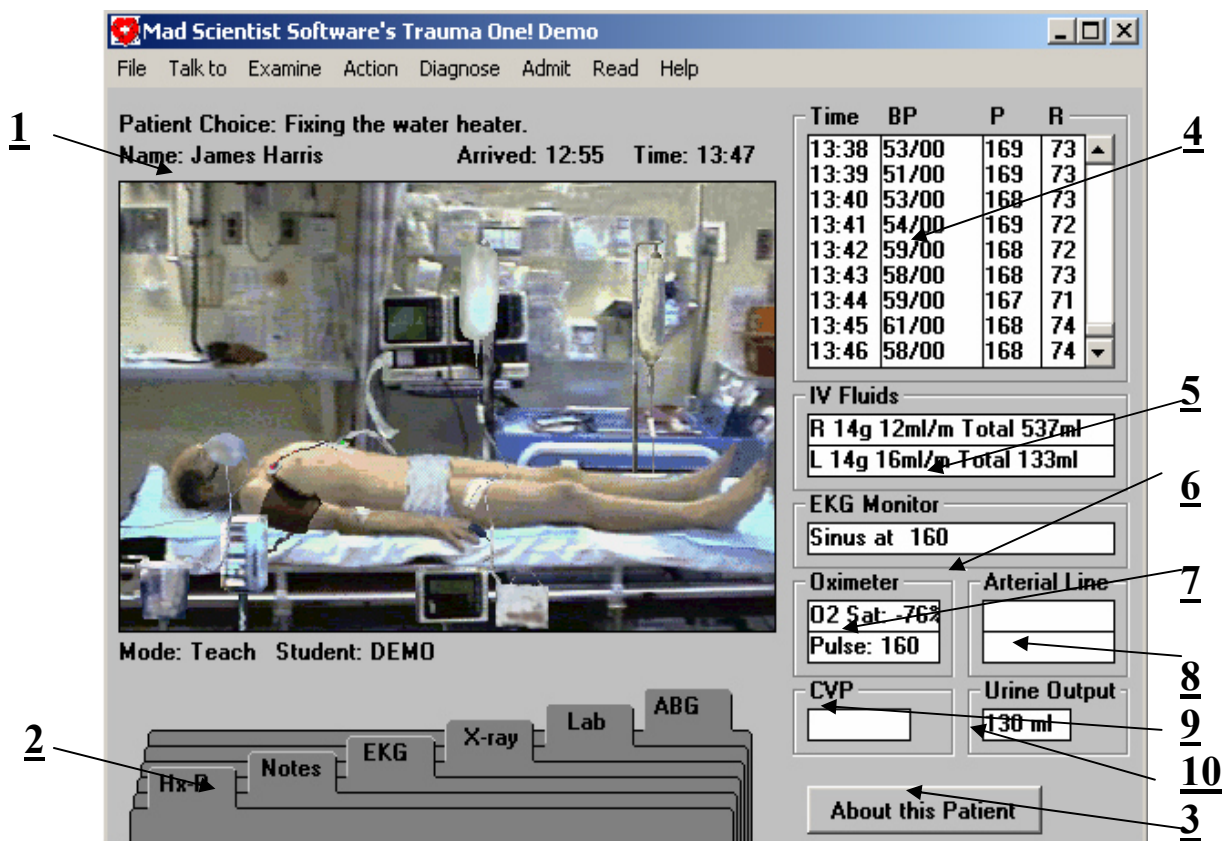 Mad Scientist Software's Trauma One! Demo
File Talk to Examine Action Diagnose Admit Read Help
Patient Choice: Fixing the water heater.
Name: James Harris Arrived: 12:55 Time: 13:47
1
Time BP P R
13:38 53/00 169 73
13:39 51/00 169 73
13:40 53/00 168 73
13:41 54/00 169 72
13:42 59/00 168 72
13:43 58/00 168 73
13:44 59/00 167 71
13:45 61/00 168 74
13:46 58/00 168 74
4
IV Fluids
R 14g 12ml/m Total 537ml
L 14g 16ml/m Total 133ml
5
6
EKG Monitor
Sinus at 160
Oximeter
O2 Sat: -76%
Pulse: 160
7
Arterial Line
8
Mode: Teach Student: DEMO
CVP
9
Urine Output
130 ml
10
2
Notes EKG X-ray Lab ABG
About this Patient
3